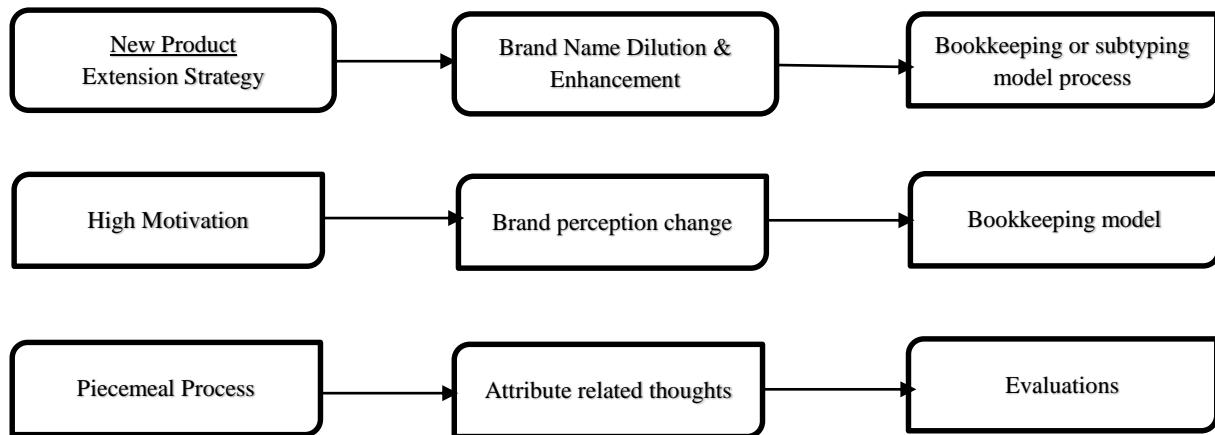 New Product
Extension Strategy
Brand Name Dilution &
Enhancement
Bookkeeping or subtyping
model process
High Motivation
Brand perception change
Bookkeeping model
Piecemeal Process
Attribute related thoughts
Evaluations